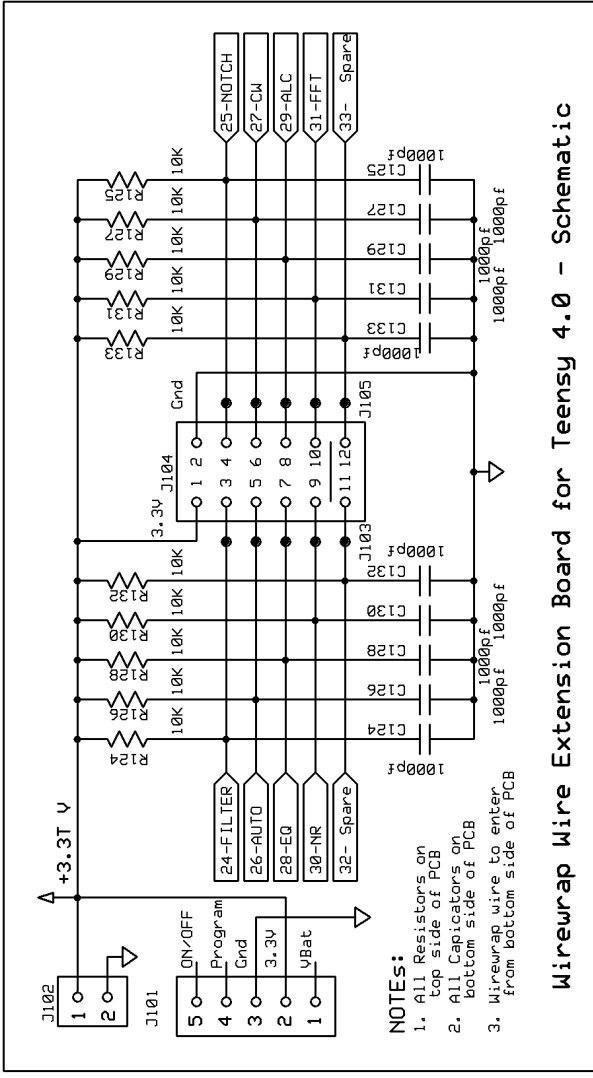 J102
1
2
+3.3T V
J101
5
4
3
2
1
ON/OFF
Program
Gnd
3.3V
VBat
R124
10K
R126
10K
R128
10K
R130
10K
R132
10K
3.3V
Gnd
R133
10K
R131
10K
R129
10K
R127
10K
R125
10K
24-FILTER
26-AUTO
28-EQ
30-NR
32- Spare
J104
1 2
3 4
5 6
7 8
9 10
11 12
J103
J105
25-NOTCH
27-CW
29-ALC
31-FFT
33- Spare
C124
1000pf
C126
1000pf
C128
1000pf
C130
1000pf
C132
1000pf
C133
1000pf
C131
1000pf
C129
1000pf
C127
1000pf
C125
1000pf
NOTEs:
1. All Resistors on
top side of PCB
2. All Capicators on
bottom side of PCB
3. Wirewrap wire to enter
from bottom side of PCB
Wirewrap Wire Extension Board for Teensy 4.0 - Schematic